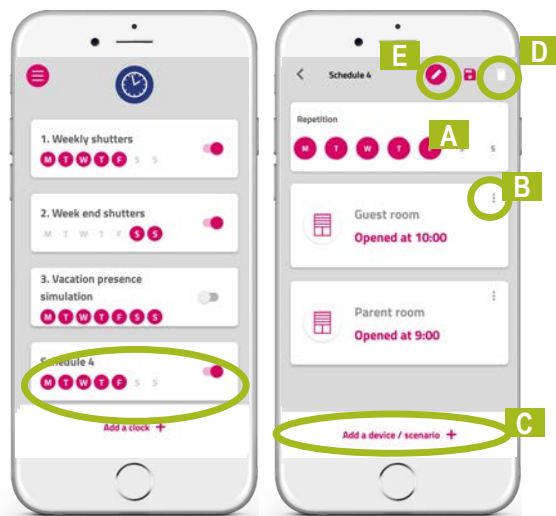 1. Weekly shutters
M T W T F S S
2. Week end shutters
M T W T F S S
3. Vacation presence
simulation
M T W T F S S
Schedule 4
M T W T F S S
Add a clock +
E
D
Schedule 4
Repetition
A
M T W T F S S
B
Guest room
Opened at 10:00
Parent room
Opened at 9:00
C
Add a device / scenario +